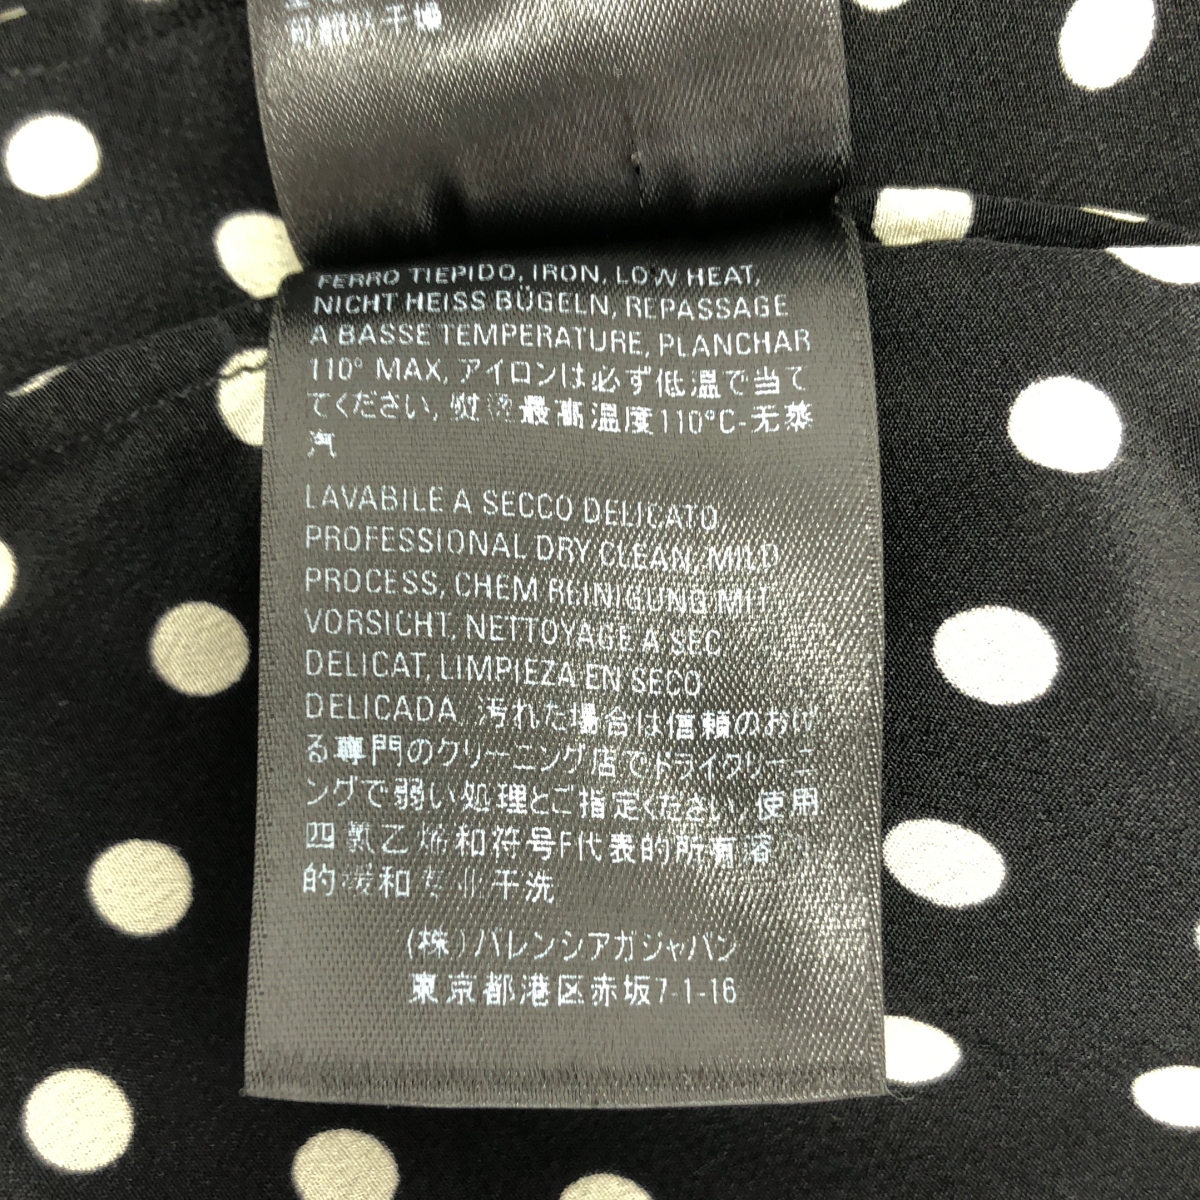 FERRO TIEPIDO, IRON, LOW HEAT,
NICHT HEISS BÜGELN, REPASSAGE
A BASSE TEMPERATURE, PLANCHAR
110° MAX, アイロンは必ず低温で当て
てください, 熨烫最高温度110°C-无蒸
汽
LAVABILE A SECCO DELICATO,
PROFESSIONAL DRY CLEAN, MILD
PROCESS, CHEM REINIGUNG MIT
VORSICHT, NETTOYAGE A SEC
DELICAT, LIMPIEZA EN SECO
DELICADA, 汚れた場合は信頼のおけ
る専門のクリーニング店でドライクリーニ
ングで弱い処理とご指定ください, 使用
四氯乙烯和符号F代表的所有溶
的缓和专业干洗
(株)バレンシアガジャパン
東京都港区赤坂7-1-16